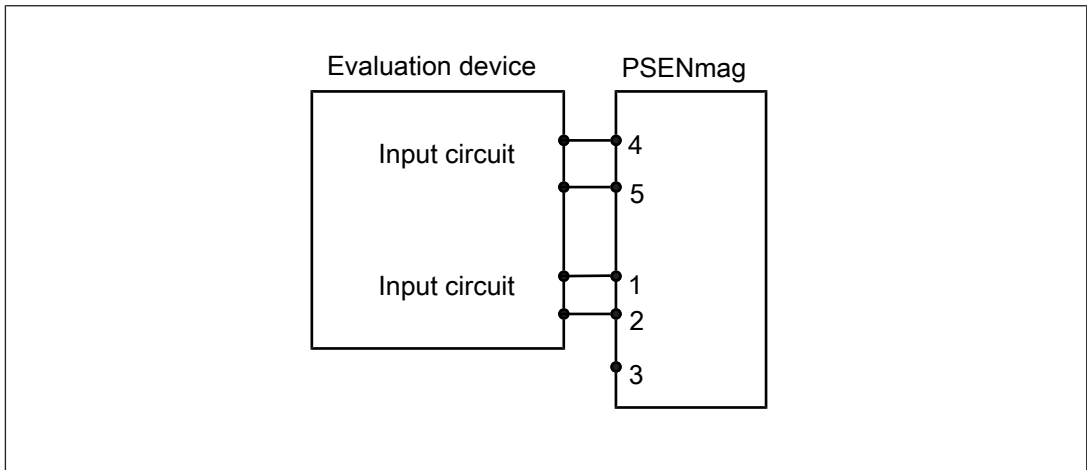 Evaluation device
PSENmag
Input circuit
4
5
Input circuit
1
2
3